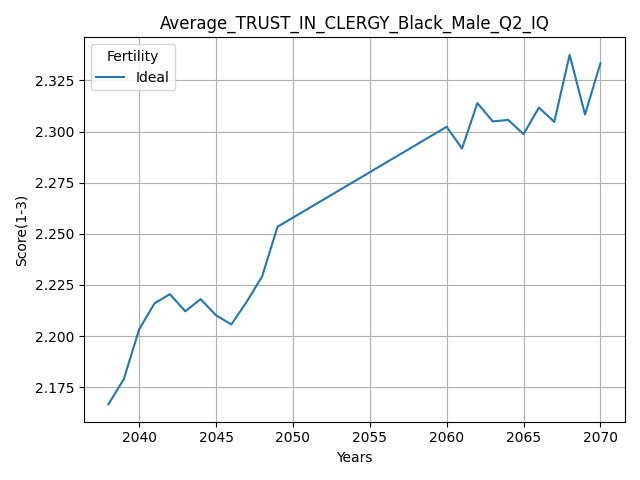 Average_TRUST_IN_CLERGY_Black_Male_Q2_IQ
Fertility
Ideal
2.325
2.300
2.275
2.250
2.225
2.200
2.175
Score(1-3)
2040 2045 2050 2055 2060 2065 2070
Years